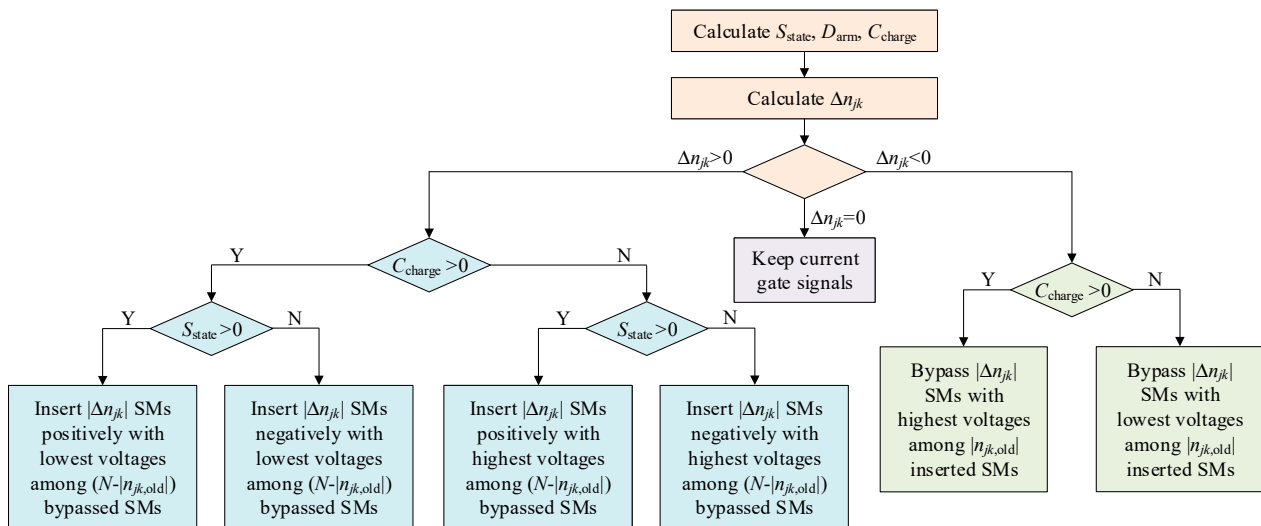 Calculate S_state, D_arm, C_charge
Calculate Δn_jk
Δn_jk>0
Δn_jk<0
Δn_jk=0
Keep current
gate signals
C_charge>0
Y
N
S_state>0
Y
N
S_state>0
Y
N
C_charge>0
Y
N
Insert |Δn_jk| SMs
positively with
lowest voltages
among (N-|n_jk,old|)
bypassed SMs
Insert |Δn_jk| SMs
negatively with
lowest voltages
among (N-|n_jk,old|)
bypassed SMs
Insert |Δn_jk| SMs
positively with
highest voltages
among (N-|n_jk,old|)
bypassed SMs
Insert |Δn_jk| SMs
negatively with
highest voltages
among (N-|n_jk,old|)
bypassed SMs
Bypass |Δn_jk|
SMs with
highest voltages
among |n_jk,old|
inserted SMs
Bypass |Δn_jk|
SMs with
lowest voltages
among |n_jk,old|
inserted SMs